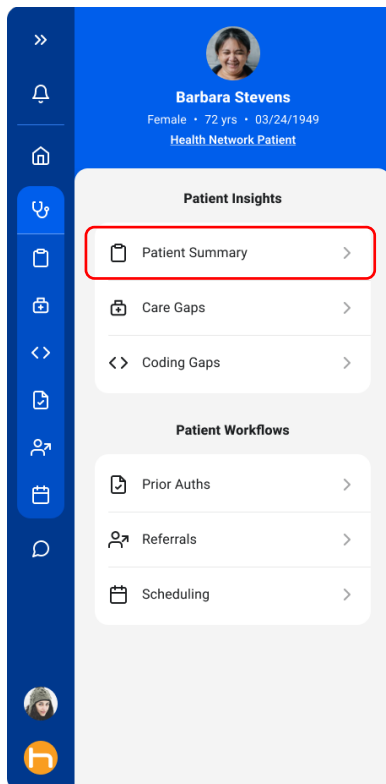 Barbara Stevens
Female • 72 yrs • 03/24/1949
Health Network Patient
Patient Insights
Patient Summary
Care Gaps
Coding Gaps
Patient Workflows
Prior Auths
Referrals
Scheduling